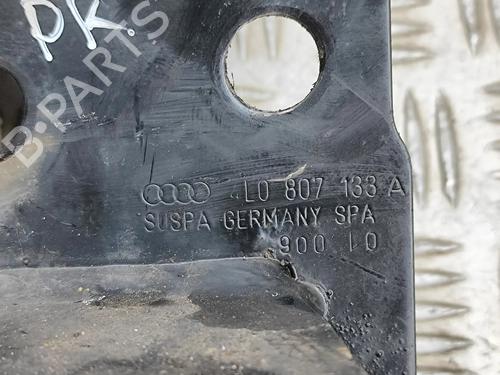 PK
B-PARTS
L0 807 133 A
SUSPA GERMANY SPA
900 10